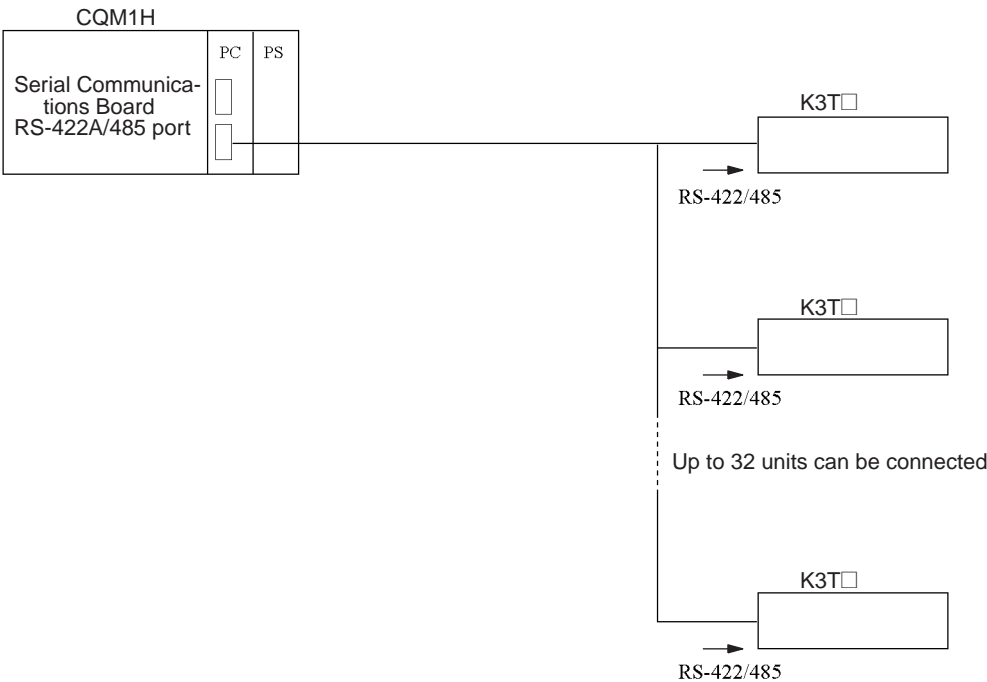 CQM1H
PC PS
Serial Communica-
tions Board
RS-422A/485 port
K3T□
RS-422/485
K3T□
RS-422/485
Up to 32 units can be connected
K3T□
RS-422/485